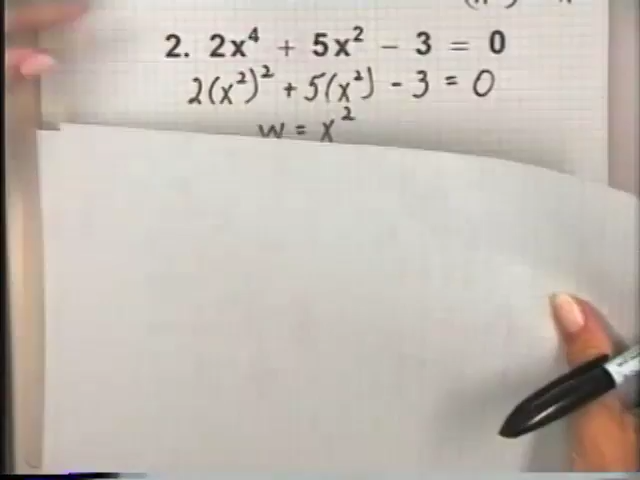 2. 2x⁴ + 5x² - 3 = 0
2(x²)² + 5(x²) - 3 = 0
w = x²